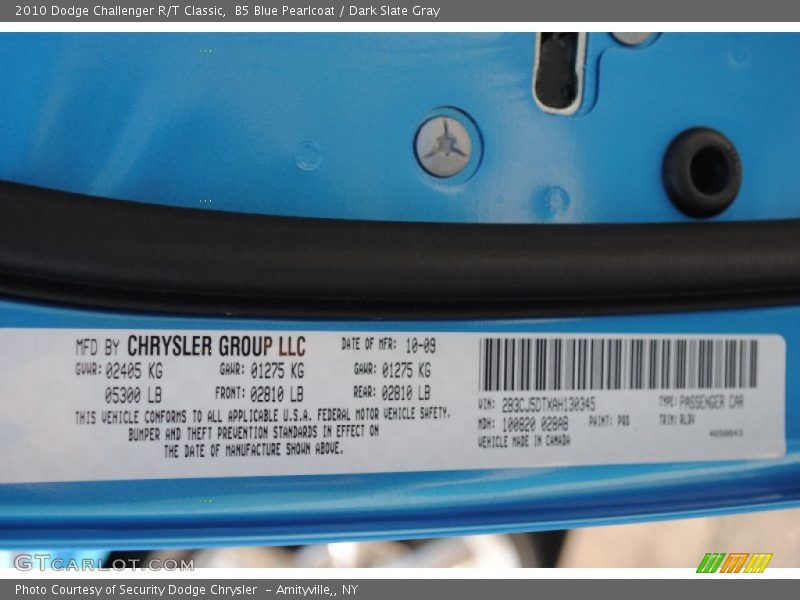 2010 Dodge Challenger R/T Classic, B5 Blue Pearlcoat / Dark Slate Gray
MFD BY CHRYSLER GROUP LLC DATE OF MFR: 10-09
GVWR: 02405 KG GAWR: 01275 KG GAWR: 01275 KG
05300 LB FRONT: 02810 LB REAR: 02810 LB
THIS VEHICLE CONFORMS TO ALL APPLICABLE U.S.A. FEDERAL MOTOR VEHICLE SAFETY,
BUMPER AND THEFT PREVENTION STANDARDS IN EFFECT ON
THE DATE OF MANUFACTURE SHOWN ABOVE.
VIN: 2B3CJ5DTXAH130345 TYPE: PASSENGER CAR
MDH: 100820 028AB PAINT: PQD TRIM: RLDV
VEHICLE MADE IN CANADA
GTCarLot.com
Photo Courtesy of Security Dodge Chrysler - Amityville,, NY